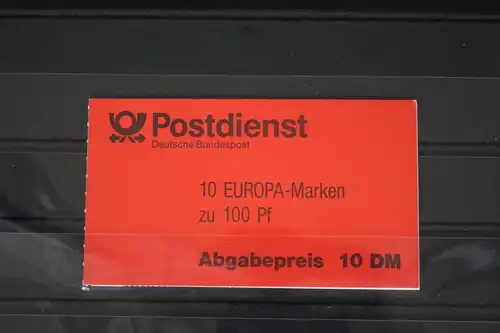 Postdienst
Deutsche Bundespost
10 EUROPA-Marken
zu 100 Pf
Abgabepreis 10 DM